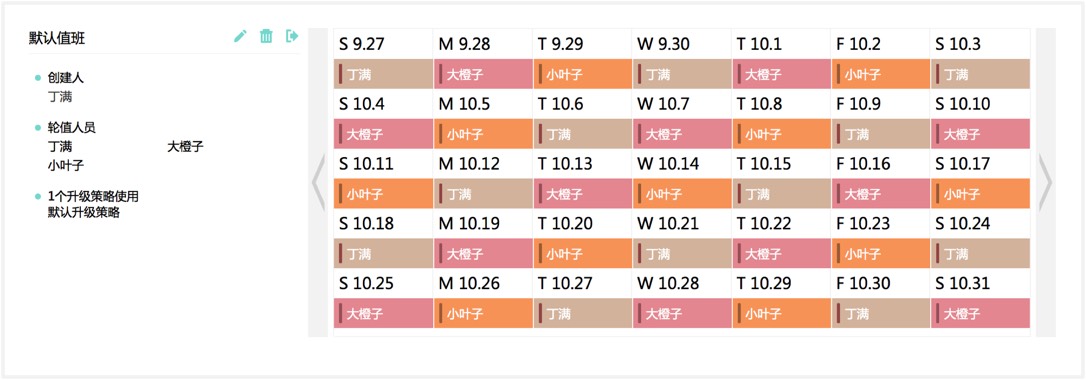 默认值班
创建人
丁满
轮值人员
丁满 大橙子
小叶子
1个升级策略使用
默认升级策略
S 9.27 M 9.28 T 9.29 W 9.30 T 10.1 F 10.2 S 10.3
丁满 大橙子 小叶子 丁满 大橙子 小叶子 丁满
S 10.4 M 10.5 T 10.6 W 10.7 T 10.8 F 10.9 S 10.10
大橙子 小叶子 丁满 大橙子 小叶子 丁满 大橙子
S 10.11 M 10.12 T 10.13 W 10.14 T 10.15 F 10.16 S 10.17
小叶子 丁满 大橙子 小叶子 丁满 大橙子 小叶子
S 10.18 M 10.19 T 10.20 W 10.21 T 10.22 F 10.23 S 10.24
丁满 大橙子 小叶子 丁满 大橙子 小叶子 丁满
S 10.25 M 10.26 T 10.27 W 10.28 T 10.29 F 10.30 S 10.31
大橙子 小叶子 丁满 大橙子 小叶子 丁满 大橙子